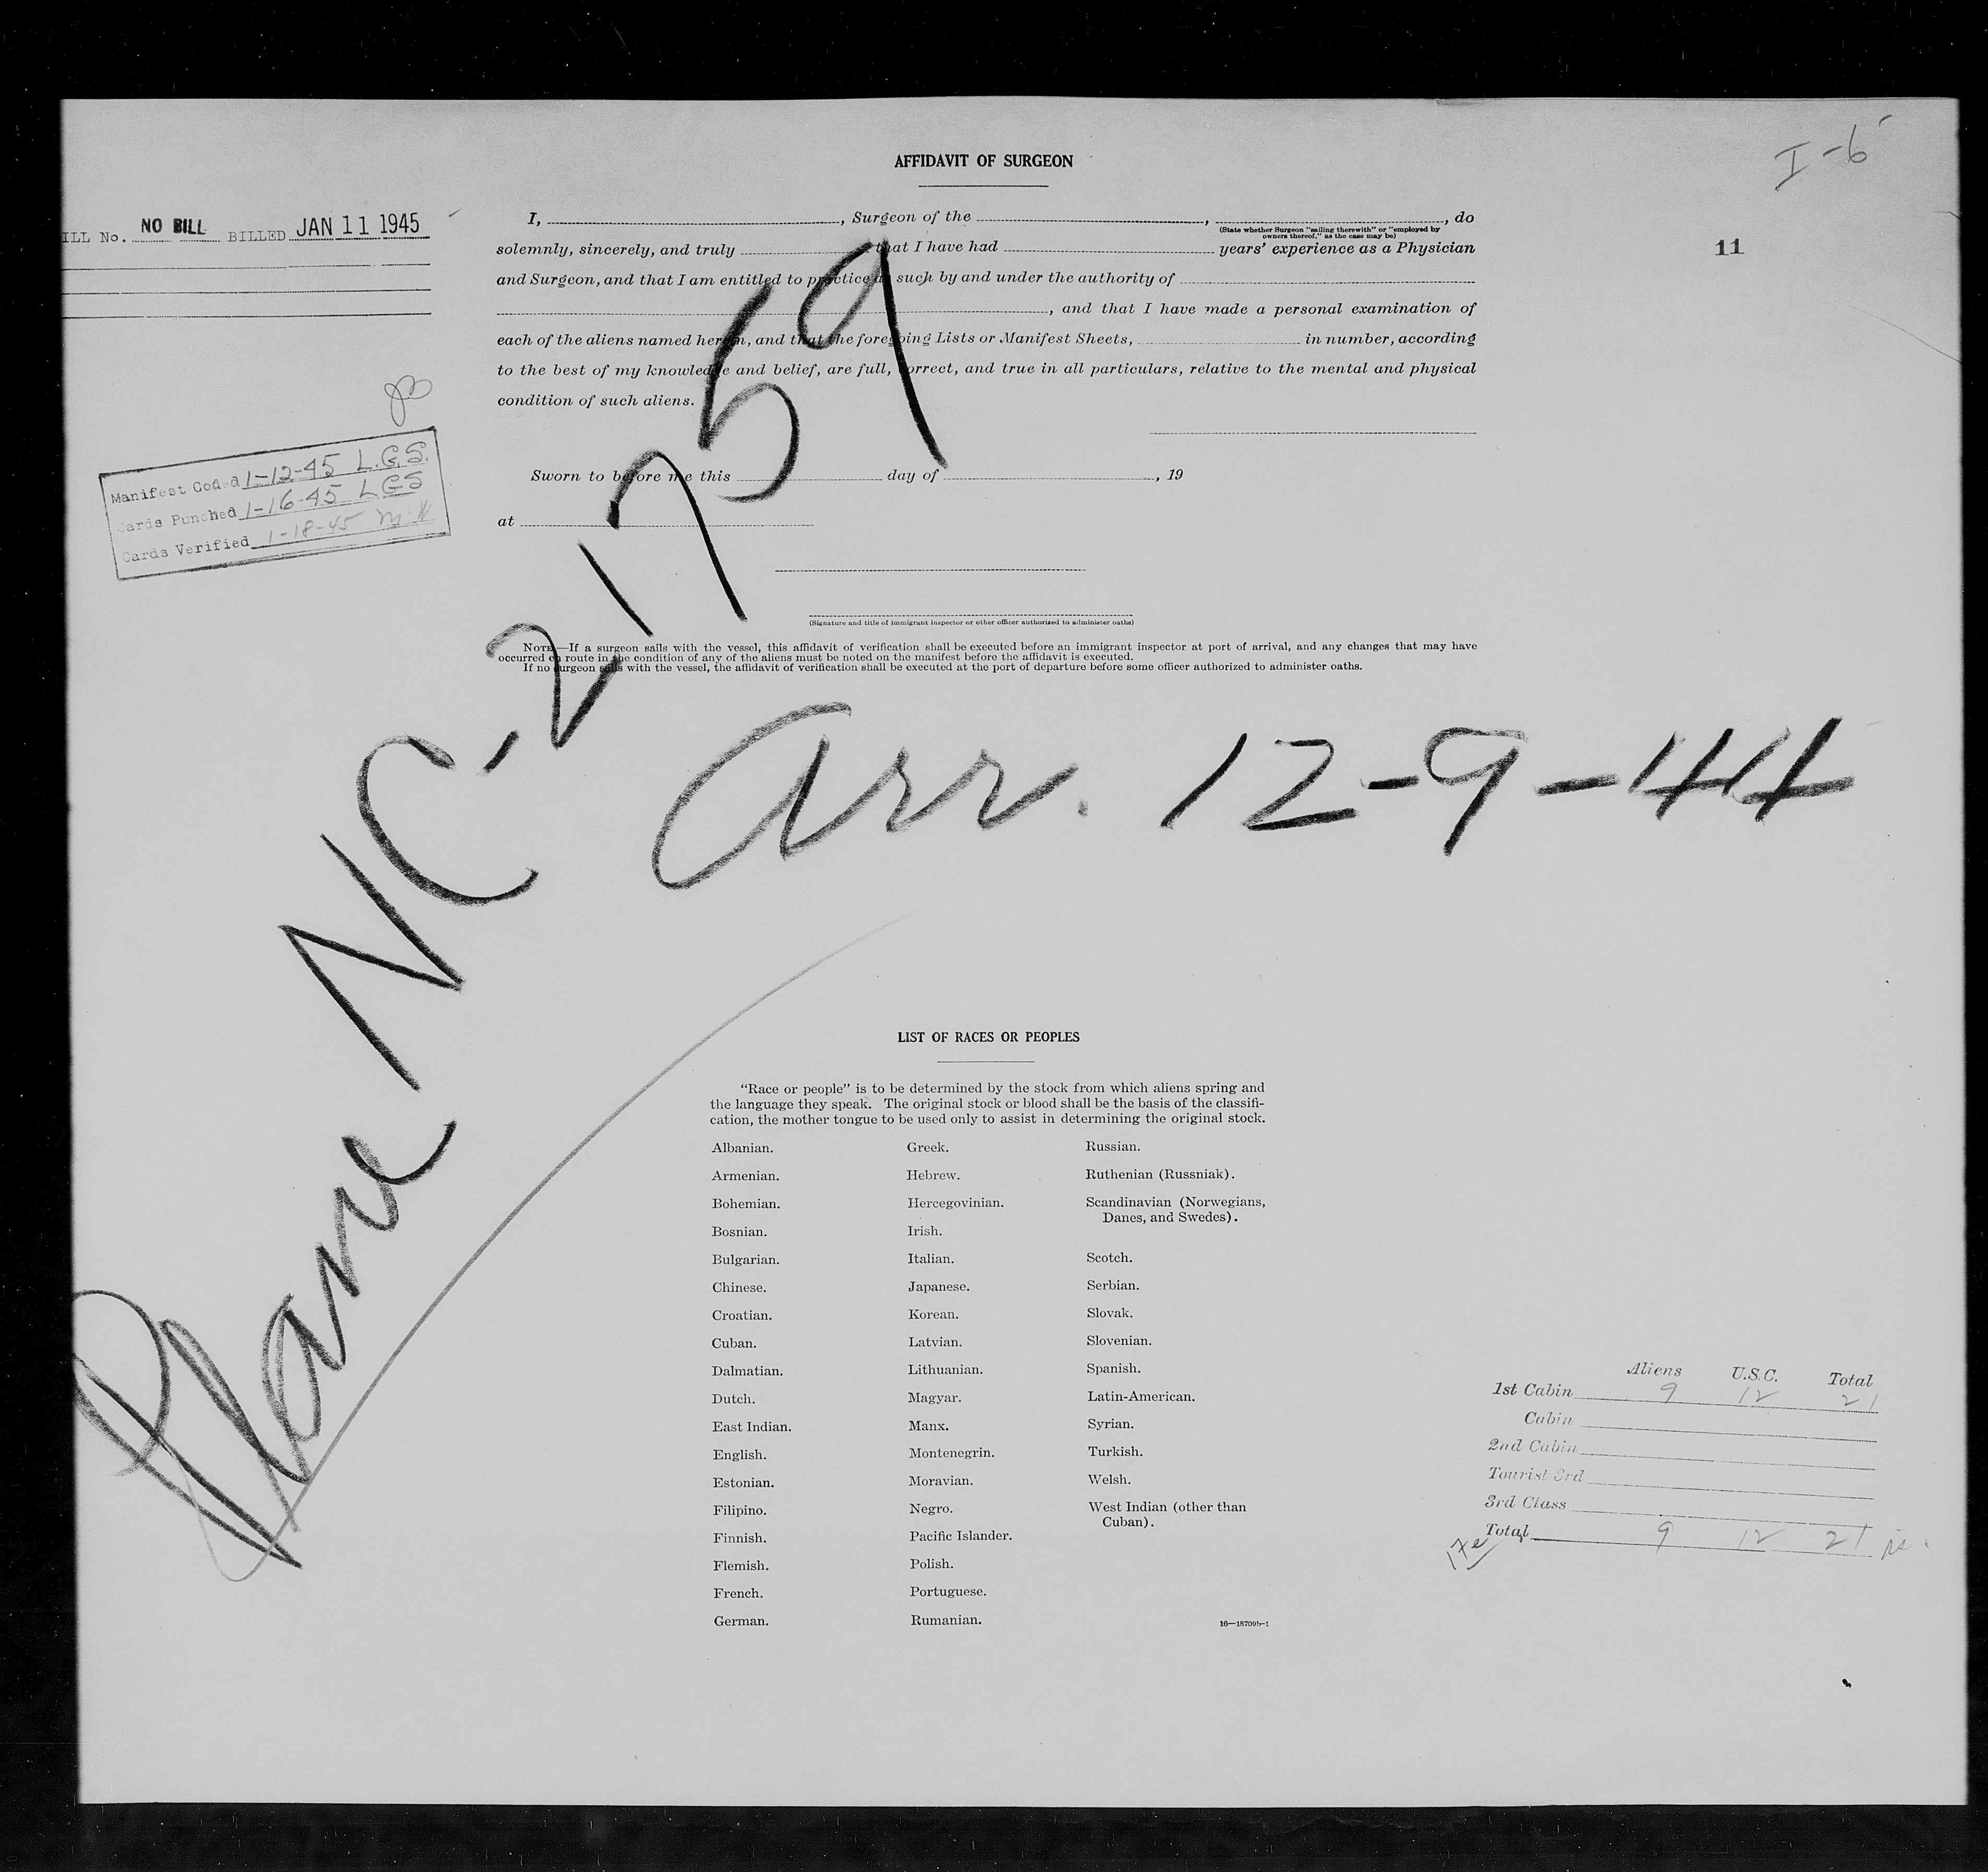 AFFIDAVIT OF SURGEON
I-6
ILL No. NO BILL BILLED JAN 11 1945
11
I, , Surgeon of the , , do
(State whether Surgeon "sailing therewith" or "employed by
owners thereof," as the case may be)
solemnly, sincerely, and truly that I have had years' experience as a Physician
and Surgeon, and that I am entitled to practice as such by and under the authority of
, and that I have made a personal examination of
each of the aliens named herein, and that the foregoing Lists or Manifest Sheets, in number, according
to the best of my knowledge and belief, are full, correct, and true in all particulars, relative to the mental and physical
condition of such aliens.
Manifest Coded 1-12-45 L.G.S.
Cards Punched 1-16-45 LGS
Cards Verified 1-18-45
Sworn to before me this day of , 19
at
(Signature and title of immigrant inspector or other officer authorized to administer oaths)
NOTE.—If a surgeon sails with the vessel, this affidavit of verification shall be executed before an immigrant inspector at port of arrival, and any changes that may have
occurred en route in the condition of any of the aliens must be noted on the manifest before the affidavit is executed.
If no surgeon sails with the vessel, the affidavit of verification shall be executed at the port of departure before some officer authorized to administer oaths.
Plane NC-21759
Arr. 12-9-44
LIST OF RACES OR PEOPLES
"Race or people" is to be determined by the stock from which aliens spring and
the language they speak. The original stock or blood shall be the basis of the classifi-
cation, the mother tongue to be used only to assist in determining the original stock.
Albanian.
Armenian.
Bohemian.
Bosnian.
Bulgarian.
Chinese.
Croatian.
Cuban.
Dalmatian.
Dutch.
East Indian.
English.
Estonian.
Filipino.
Finnish.
Flemish.
French.
German.
Greek.
Hebrew.
Hercegovinian.
Irish.
Italian.
Japanese.
Korean.
Latvian.
Lithuanian.
Magyar.
Manx.
Montenegrin.
Moravian.
Negro.
Pacific Islander.
Polish.
Portuguese.
Rumanian.
Russian.
Ruthenian (Russniak).
Scandinavian (Norwegians,
Danes, and Swedes).
Scotch.
Serbian.
Slovak.
Slovenian.
Spanish.
Latin-American.
Syrian.
Turkish.
Welsh.
West Indian (other than
Cuban).
16—18709b-1
Aliens U.S.C. Total
1st Cabin 9 12 21
Cabin
2nd Cabin
Tourist 3rd
3rd Class
Total 9 12 21